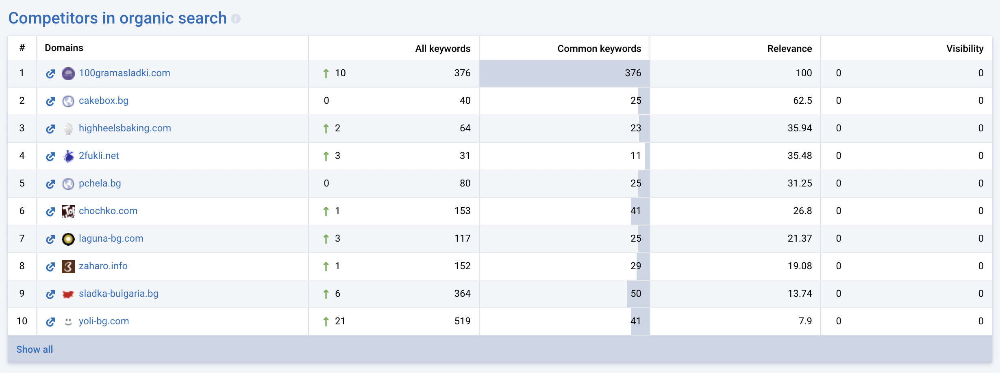 Competitors in organic search
# Domains All keywords Common keywords Relevance Visibility
1 100gramasladki.com ↑ 10 376 376 100 0 0
2 cakebox.bg 0 40 25 62.5 0 0
3 highheelsbaking.com ↑ 2 64 23 35.94 0 0
4 2fukli.net ↑ 3 31 11 35.48 0 0
5 pchela.bg 0 80 25 31.25 0 0
6 chochko.com ↑ 1 153 41 26.8 0 0
7 laguna-bg.com ↑ 3 117 25 21.37 0 0
8 zaharo.info ↑ 1 152 29 19.08 0 0
9 sladka-bulgaria.bg ↑ 6 364 50 13.74 0 0
10 yoli-bg.com ↑ 21 519 41 7.9 0 0
Show all